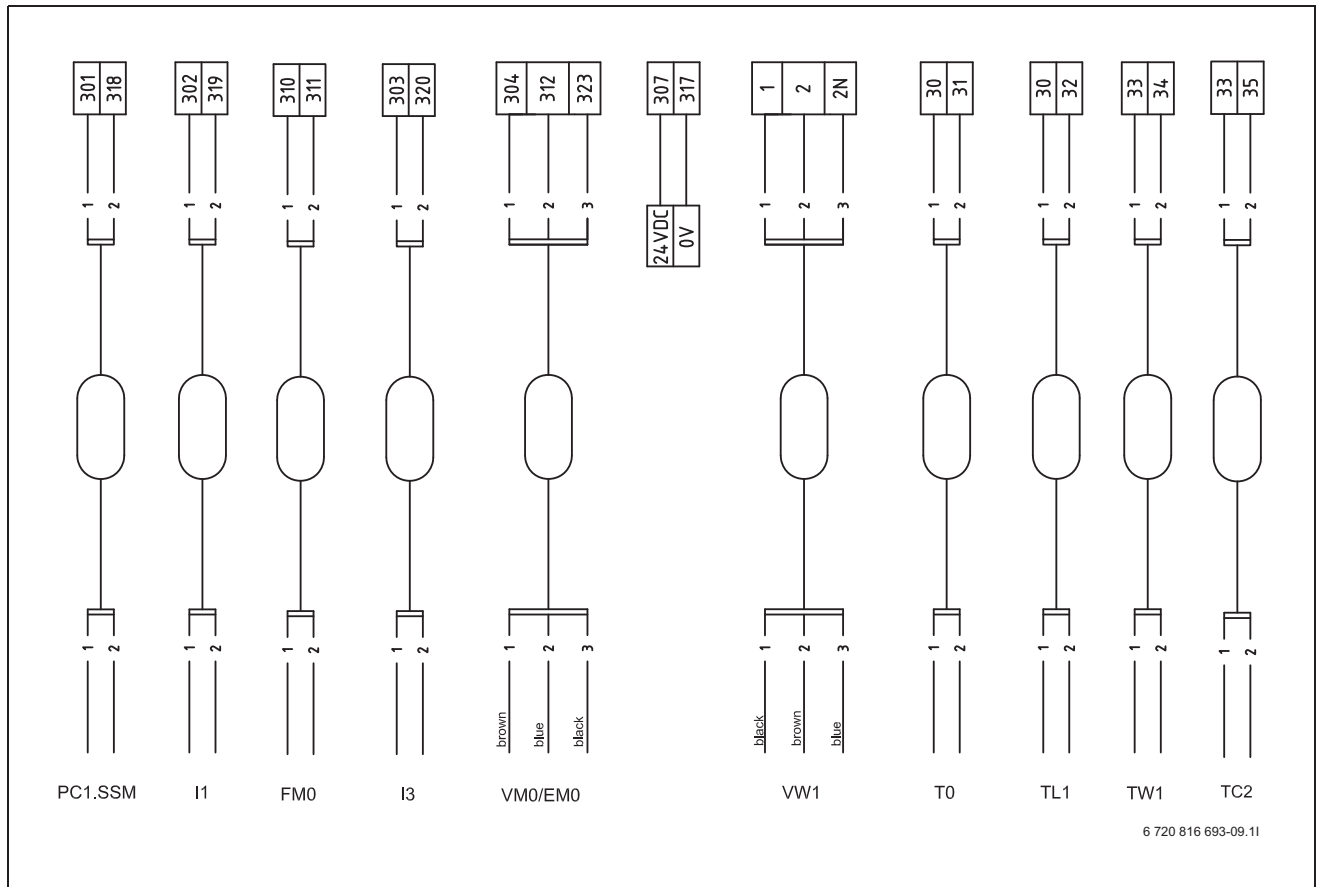 301 318 302 319 310 311 303 320 304 312 323 307 317 1 2 2N 30 31 30 32 33 34 33 35
1 2 1 2 1 2 1 2 1 2 3 1 2 3 1 2 1 2 1 2 1 2
24VDC
0V
1 2 1 2 1 2 1 2 1 2 3 1 2 3 1 2 1 2 1 2 1 2
brown blue black black brown blue
PC1.SSM I1 FM0 I3 VM0/EM0 VW1 T0 TL1 TW1 TC2
6 720 816 693-09.1I